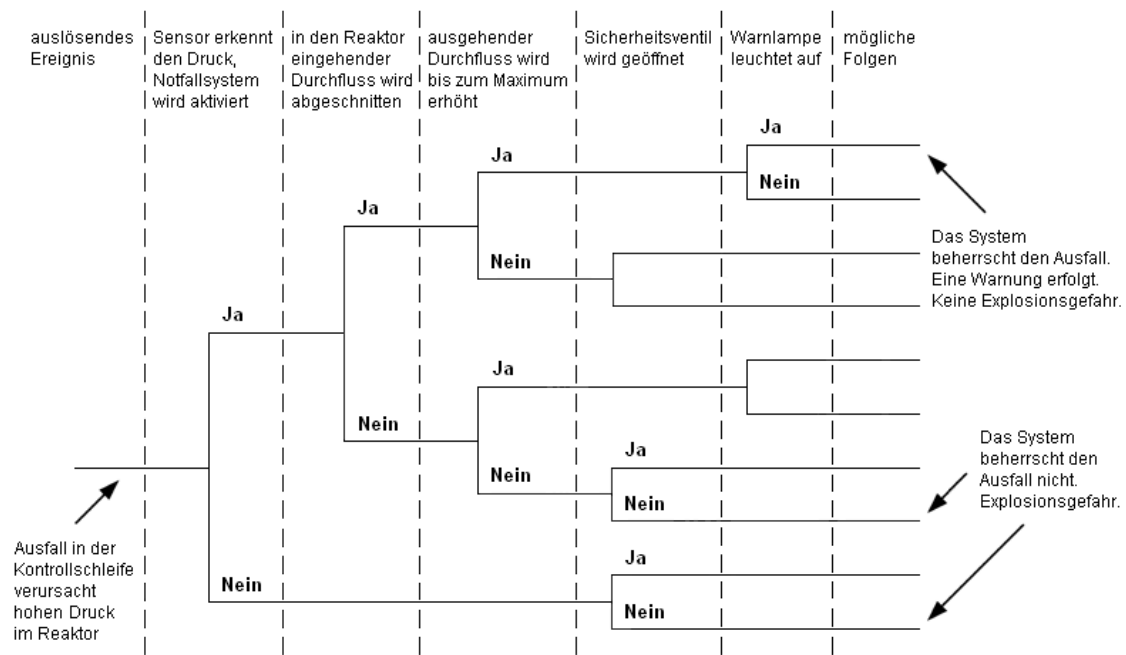 auslösendes
Ereignis
Sensor erkennt
den Druck,
Notfallsystem
wird aktiviert
in den Reaktor
eingehender
Durchfluss wird
abgeschnitten
ausgehender
Durchfluss wird
bis zum Maximum
erhöht
Sicherheitsventil
wird geöffnet
Warnlampe
leuchtet auf
mögliche
Folgen
Ja
Ja
Nein
Ja
Nein
Das System
beherrscht den Ausfall.
Eine Warnung erfolgt.
Keine Explosionsgefahr.
Ja
Ja
Nein
Nein
Ja
Nein
Das System
beherrscht den
Ausfall nicht.
Explosionsgefahr.
Ausfall in der
Kontrollschleife
verursacht
hohen Druck
im Reaktor
Nein
Ja
Nein